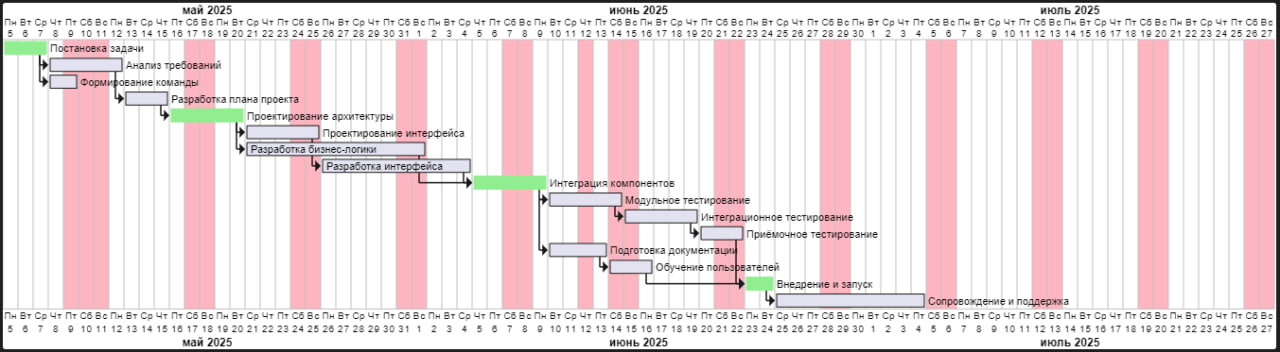 май 2025 июнь 2025 июль 2025
Пн Вт Ср Чт Пт Сб Вс Пн Вт Ср Чт Пт Сб Вс Пн Вт Ср Чт Пт Сб Вс Пн Вт Ср Чт Пт Сб Вс Пн Вт Ср Чт Пт Сб Вс Пн Вт Ср Чт Пт Сб Вс Пн Вт Ср Чт Пт Сб Вс Пн Вт Ср Чт Пт Сб Вс Пн Вт Ср Чт Пт Сб Вс Пн Вт Ср Чт Пт Сб Вс Пн Вт Ср Чт Пт Сб Вс Пн Вт Ср Чт Пт Сб Вс
5 6 7 8 9 10 11 12 13 14 15 16 17 18 19 20 21 22 23 24 25 26 27 28 29 30 31 1 2 3 4 5 6 7 8 9 10 11 12 13 14 15 16 17 18 19 20 21 22 23 24 25 26 27 28 29 30 1 2 3 4 5 6 7 8 9 10 11 12 13 14 15 16 17 18 19 20 21 22 23 24 25 26 27
Постановка задачи
Анализ требований
Формирование команды
Разработка плана проекта
Проектирование архитектуры
Проектирование интерфейса
Разработка бизнес-логики
Разработка интерфейса
Интеграция компонентов
Модульное тестирование
Интеграционное тестирование
Приёмочное тестирование
Подготовка документации
Обучение пользователей
Внедрение и запуск
Сопровождение и поддержка
Пн Вт Ср Чт Пт Сб Вс Пн Вт Ср Чт Пт Сб Вс Пн Вт Ср Чт Пт Сб Вс Пн Вт Ср Чт Пт Сб Вс Пн Вт Ср Чт Пт Сб Вс Пн Вт Ср Чт Пт Сб Вс Пн Вт Ср Чт Пт Сб Вс Пн Вт Ср Чт Пт Сб Вс Пн Вт Ср Чт Пт Сб Вс Пн Вт Ср Чт Пт Сб Вс Пн Вт Ср Чт Пт Сб Вс Пн Вт Ср Чт Пт Сб Вс
5 6 7 8 9 10 11 12 13 14 15 16 17 18 19 20 21 22 23 24 25 26 27 28 29 30 31 1 2 3 4 5 6 7 8 9 10 11 12 13 14 15 16 17 18 19 20 21 22 23 24 25 26 27 28 29 30 1 2 3 4 5 6 7 8 9 10 11 12 13 14 15 16 17 18 19 20 21 22 23 24 25 26 27
май 2025 июнь 2025 июль 2025